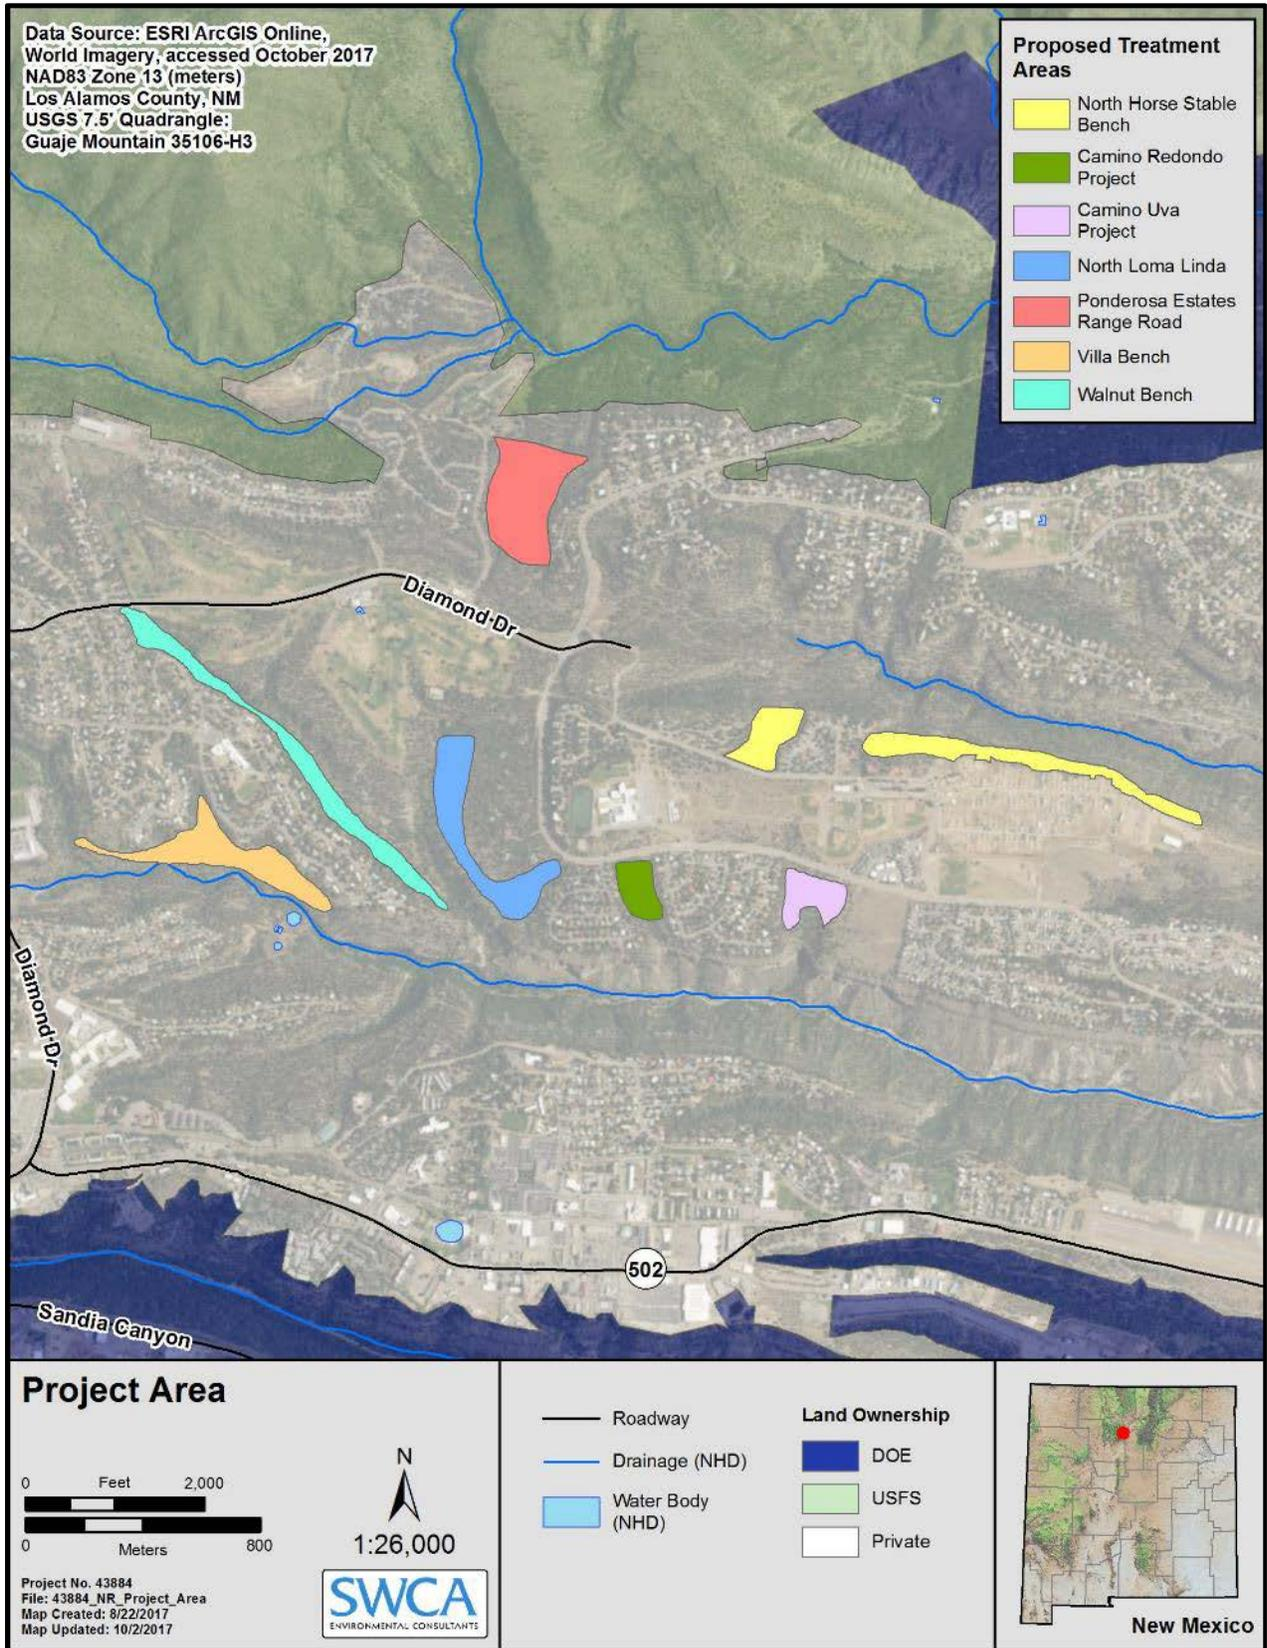 Data Source: ESRI ArcGIS Online,
World Imagery, accessed October 2017
NAD83 Zone 13 (meters)
Los Alamos County, NM
USGS 7.5' Quadrangle:
Guaje Mountain 35106-H3
Proposed Treatment
Areas
North Horse Stable
Bench
Camino Redondo
Project
Camino Uva
Project
North Loma Linda
Ponderosa Estates
Range Road
Villa Bench
Walnut Bench
Diamond Dr
Diamond Dr
502
Sandia Canyon
Project Area
0 Feet 2,000
0 Meters 800
N
1:26,000
Project No. 43884
File: 43884_NR_Project_Area
Map Created: 8/22/2017
Map Updated: 10/2/2017
SWCA
ENVIRONMENTAL CONSULTANTS
Roadway
Drainage (NHD)
Water Body
(NHD)
Land Ownership
DOE
USFS
Private
New Mexico